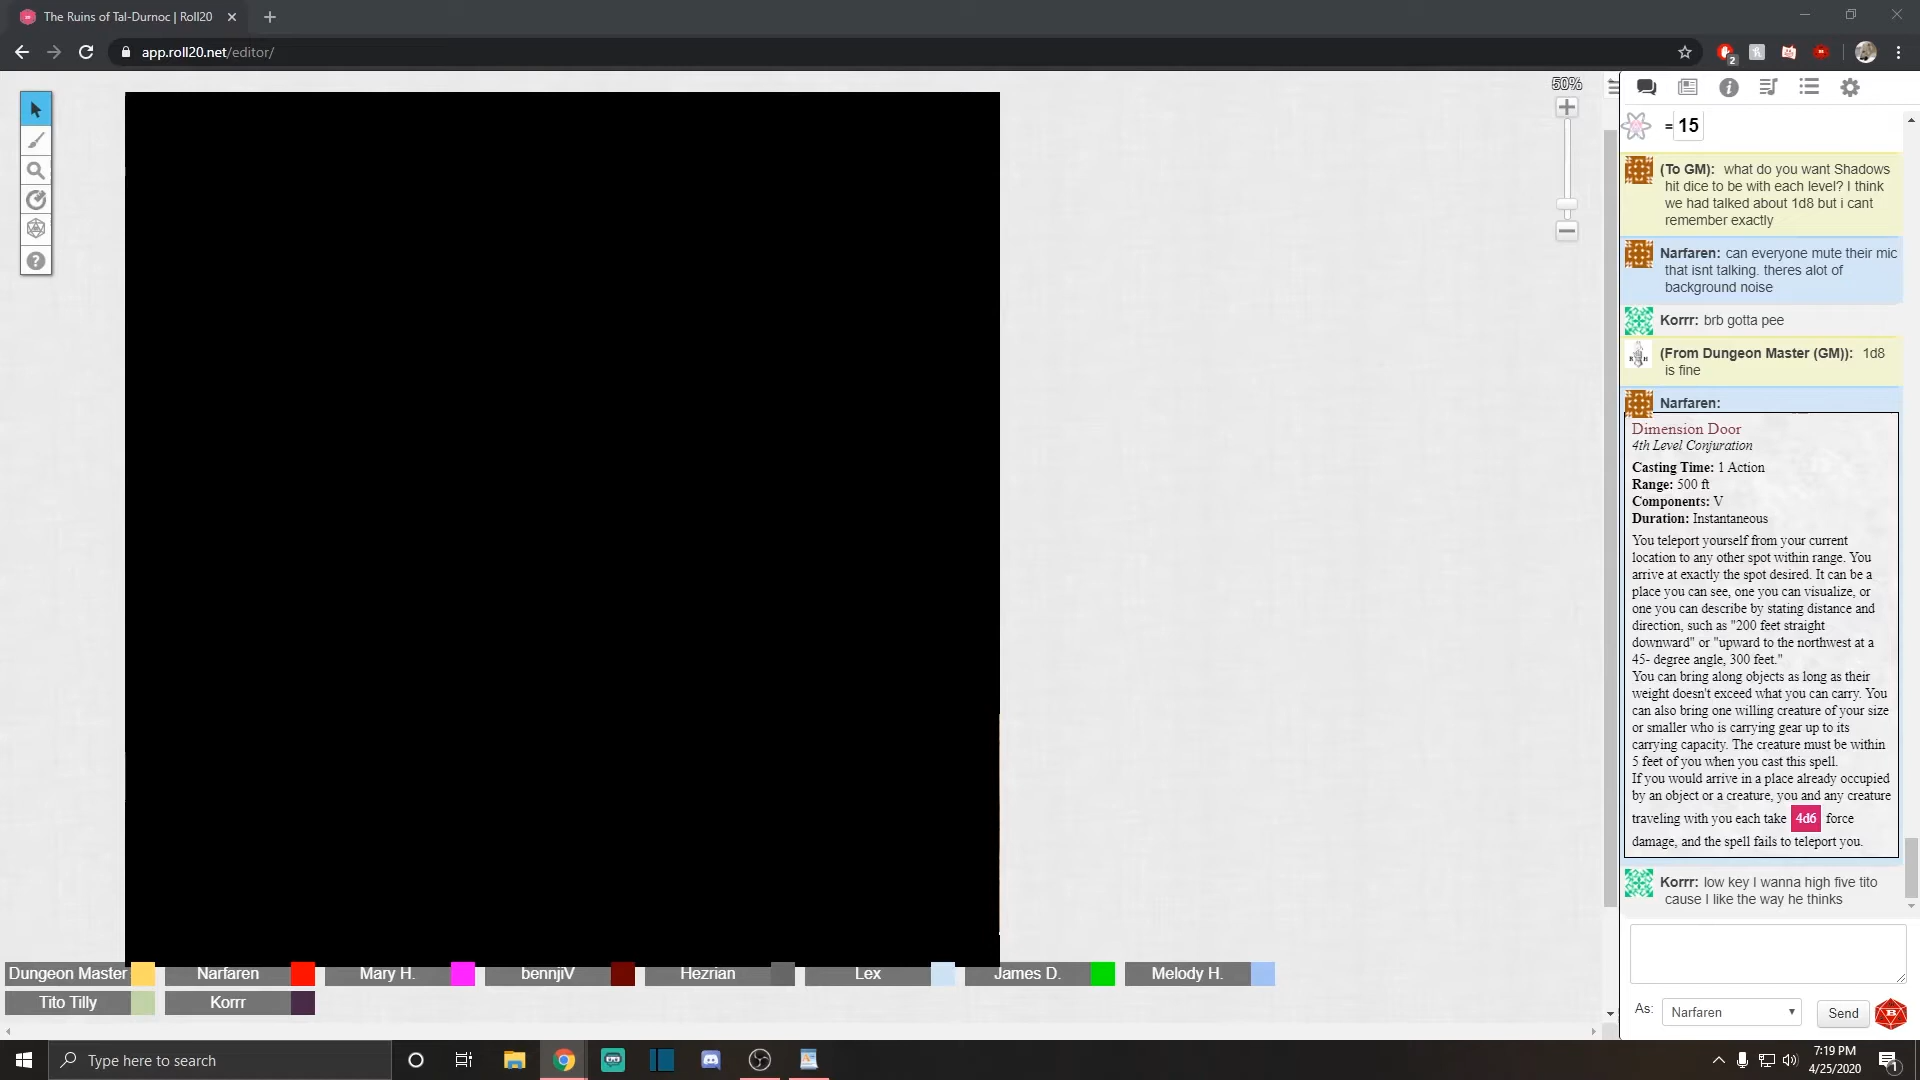 The Ruins of Tal-Durnoc | Roll20
app.roll20.net/editor/
2
50%
= 15
(To GM): what do you want Shadows
hit dice to be with each level? I think
we had talked about 1d8 but i cant
remember exactly
Narfaren: can everyone mute their mic
that isnt talking. theres alot of
background noise
Korrr: brb gotta pee
(From Dungeon Master (GM)): 1d8
is fine
Narfaren:
Dimension Door
4th Level Conjuration
Casting Time: 1 Action
Range: 500 ft
Components: V
Duration: Instantaneous
You teleport yourself from your current
location to any other spot within range. You
arrive at exactly the spot desired. It can be a
place you can see, one you can visualize, or
one you can describe by stating distance and
direction, such as "200 feet straight
downward" or "upward to the northwest at a
45- degree angle, 300 feet."
You can bring along objects as long as their
weight doesn't exceed what you can carry. You
can also bring one willing creature of your size
or smaller who is carrying gear up to its
carrying capacity. The creature must be within
5 feet of you when you cast this spell.
If you would arrive in a place already occupied
by an object or a creature, you and any creature
traveling with you each take 4d6 force
damage, and the spell fails to teleport you.
Korrr: low key I wanna high five tito
cause I like the way he thinks
Dungeon Master Narfaren Mary H. bennjiV Hezrian Lex James D. Melody H.
Tito Tilly Korrr
As: Narfaren Send
Type here to search
7:19 PM
4/25/2020
1